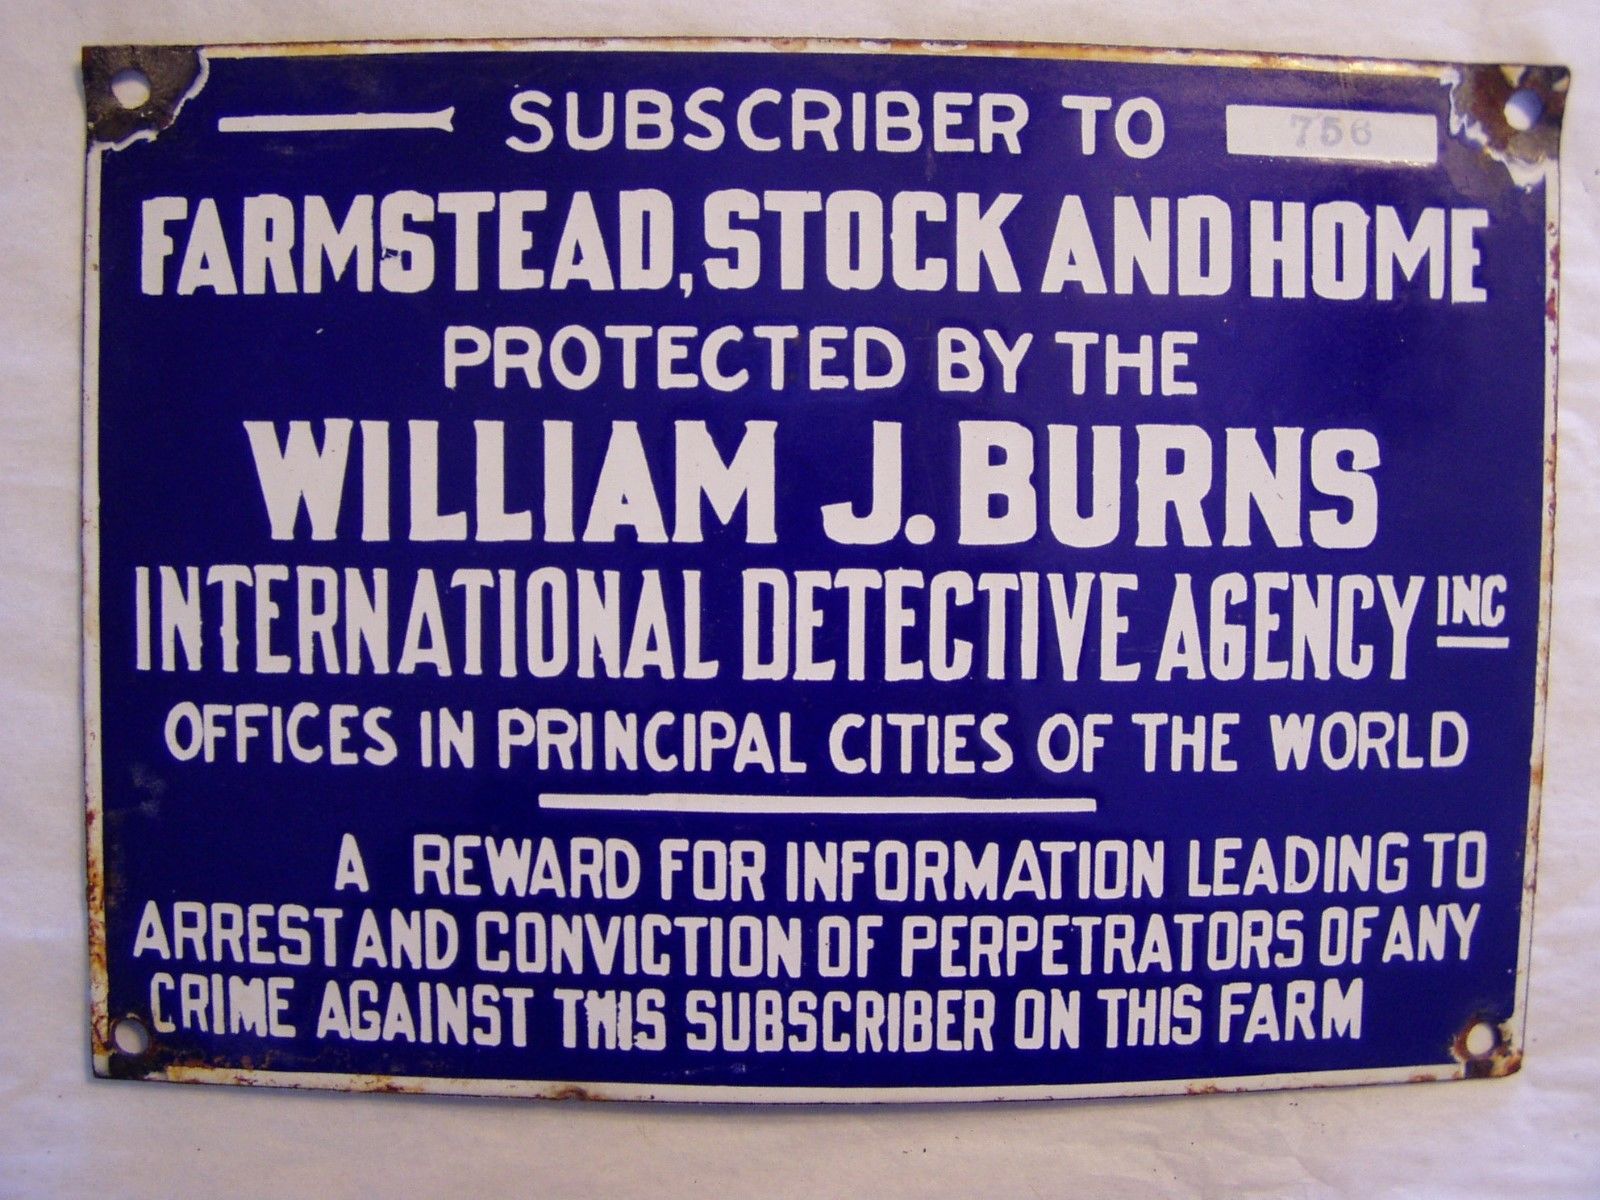 SUBSCRIBER TO 756
FARMSTEAD, STOCK AND HOME
PROTECTED BY THE
WILLIAM J. BURNS
INTERNATIONAL DETECTIVE AGENCY INC
OFFICES IN PRINCIPAL CITIES OF THE WORLD
A REWARD FOR INFORMATION LEADING TO
ARREST AND CONVICTION OF PERPETRATORS OF ANY
CRIME AGAINST THIS SUBSCRIBER ON THIS FARM